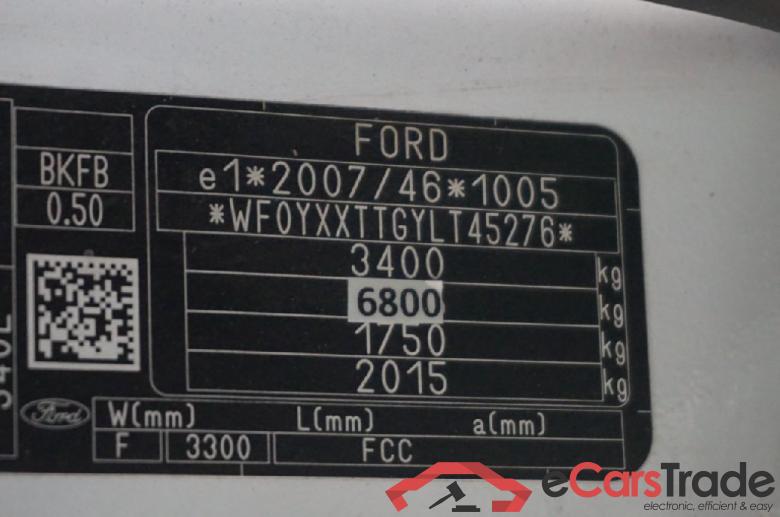 BKFB
0.50
FORD
e1*2007/46*1005
*WF0YXXTTGYLT45276*
3400 kg
6800 kg
1750 kg
2015 kg
Ford
W(mm) L(mm) a(mm)
F 3300 FCC
eCarsTrade
electronic, efficient & easy